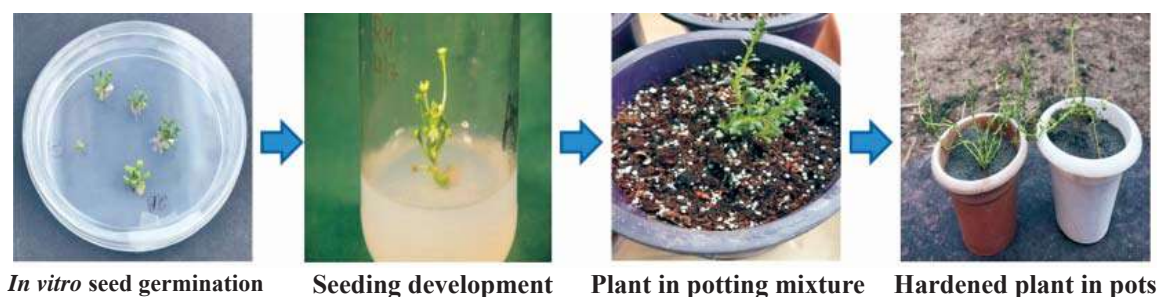 In vitro seed germination
Seeding development
Plant in potting mixture
Hardened plant in pots